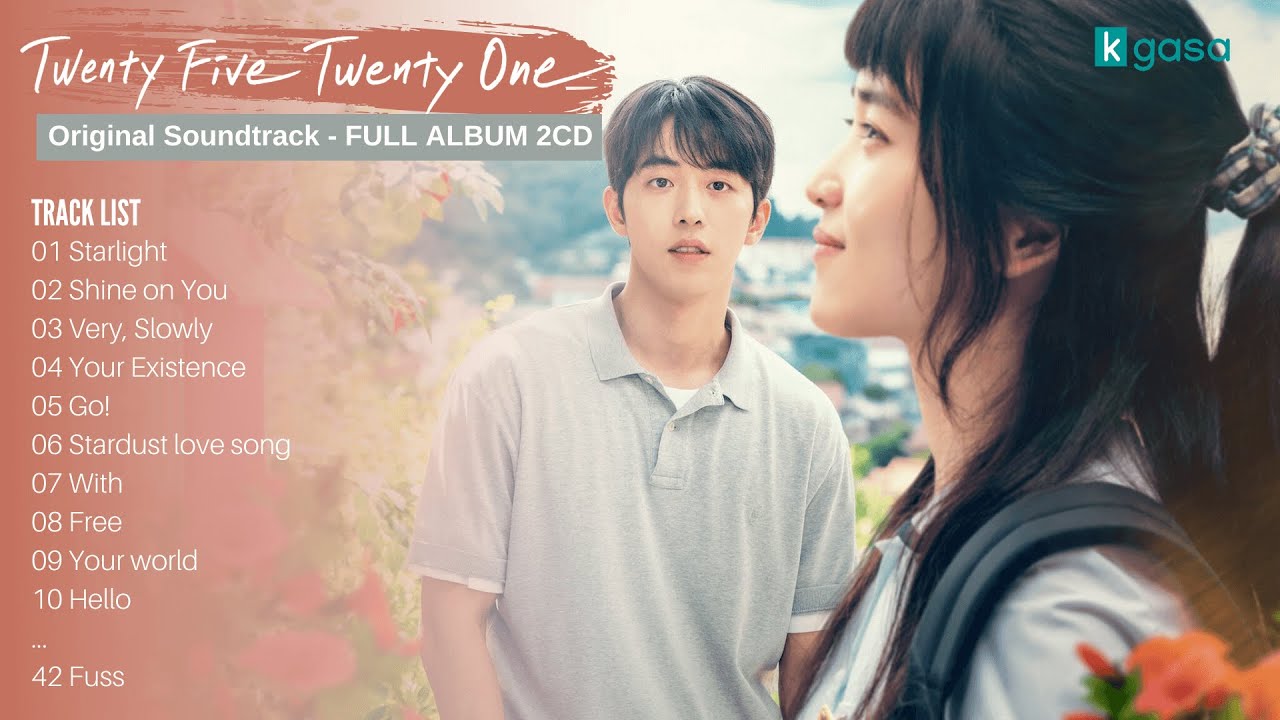 Twenty Five Twenty One
k gasa
Original Soundtrack - FULL ALBUM 2CD
TRACK LIST
01 Starlight
02 Shine on You
03 Very, Slowly
04 Your Existence
05 Go!
06 Stardust love song
07 With
08 Free
09 Your world
10 Hello
...
42 Fuss